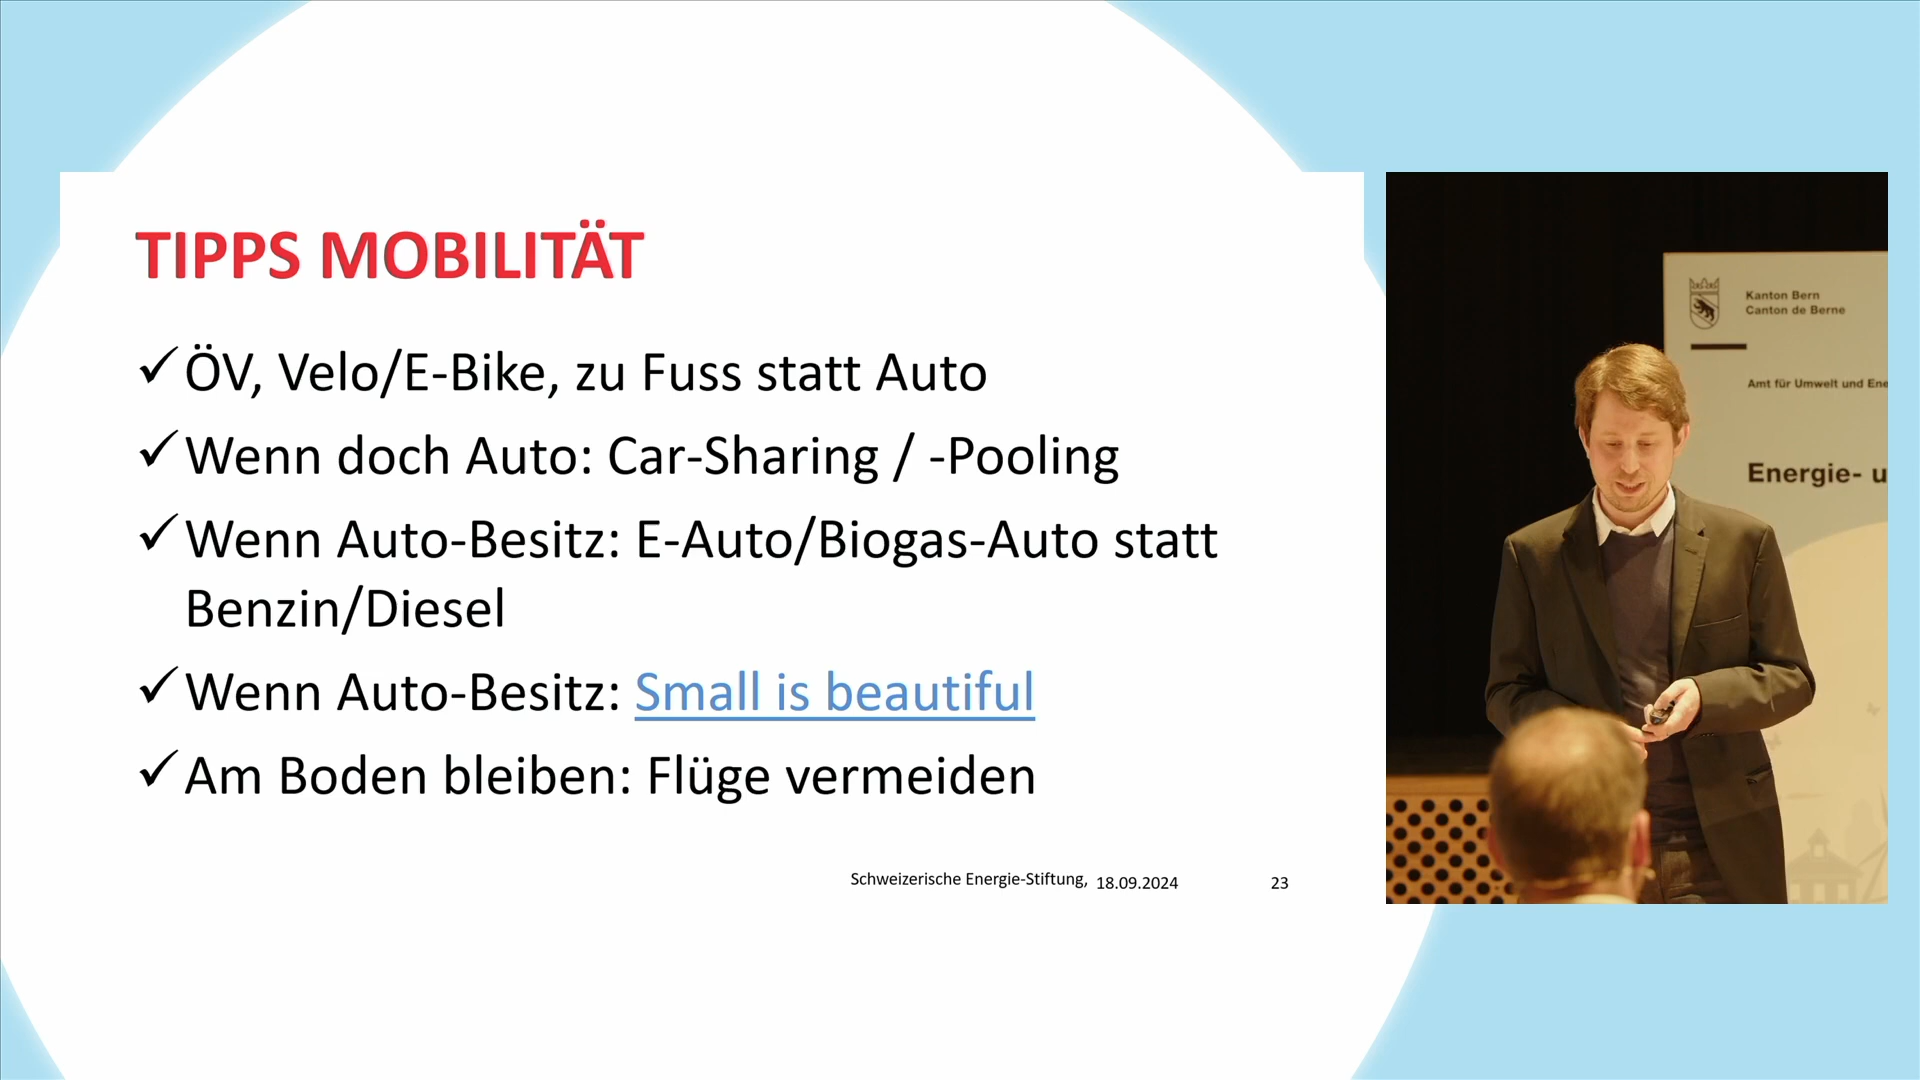 TIPPS MOBILITÄT
✓ ÖV, Velo/E-Bike, zu Fuss statt Auto
✓ Wenn doch Auto: Car-Sharing / -Pooling
✓ Wenn Auto-Besitz: E-Auto/Biogas-Auto statt
Benzin/Diesel
✓ Wenn Auto-Besitz: Small is beautiful
✓ Am Boden bleiben: Flüge vermeiden
Schweizerische Energie-Stiftung, 18.09.2024 23
Kanton Bern
Canton de Berne
Amt für Umwelt und Ene
Energie- u